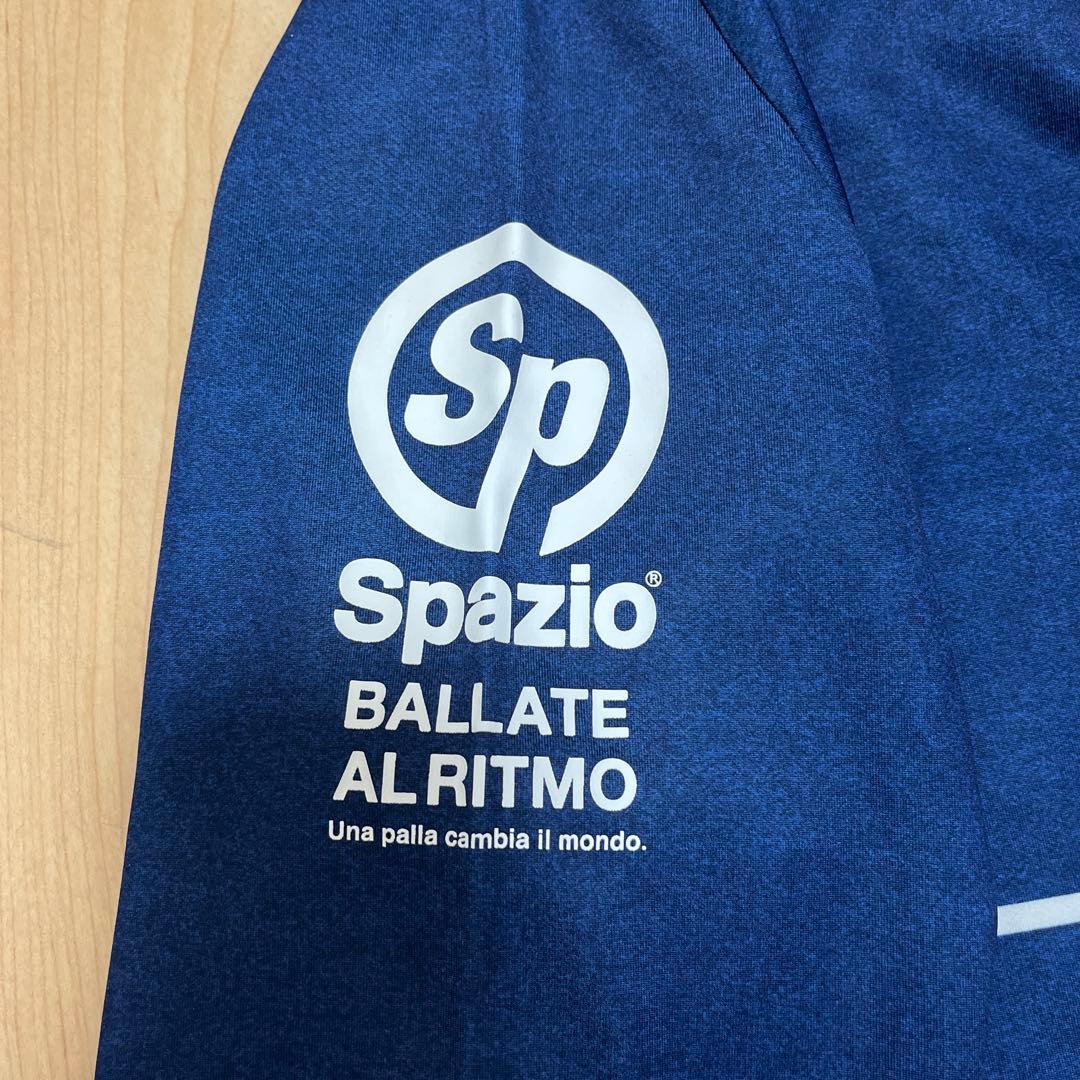 Sp
Spazio®
BALLATE
AL RITMO
Una palla cambia il mondo.